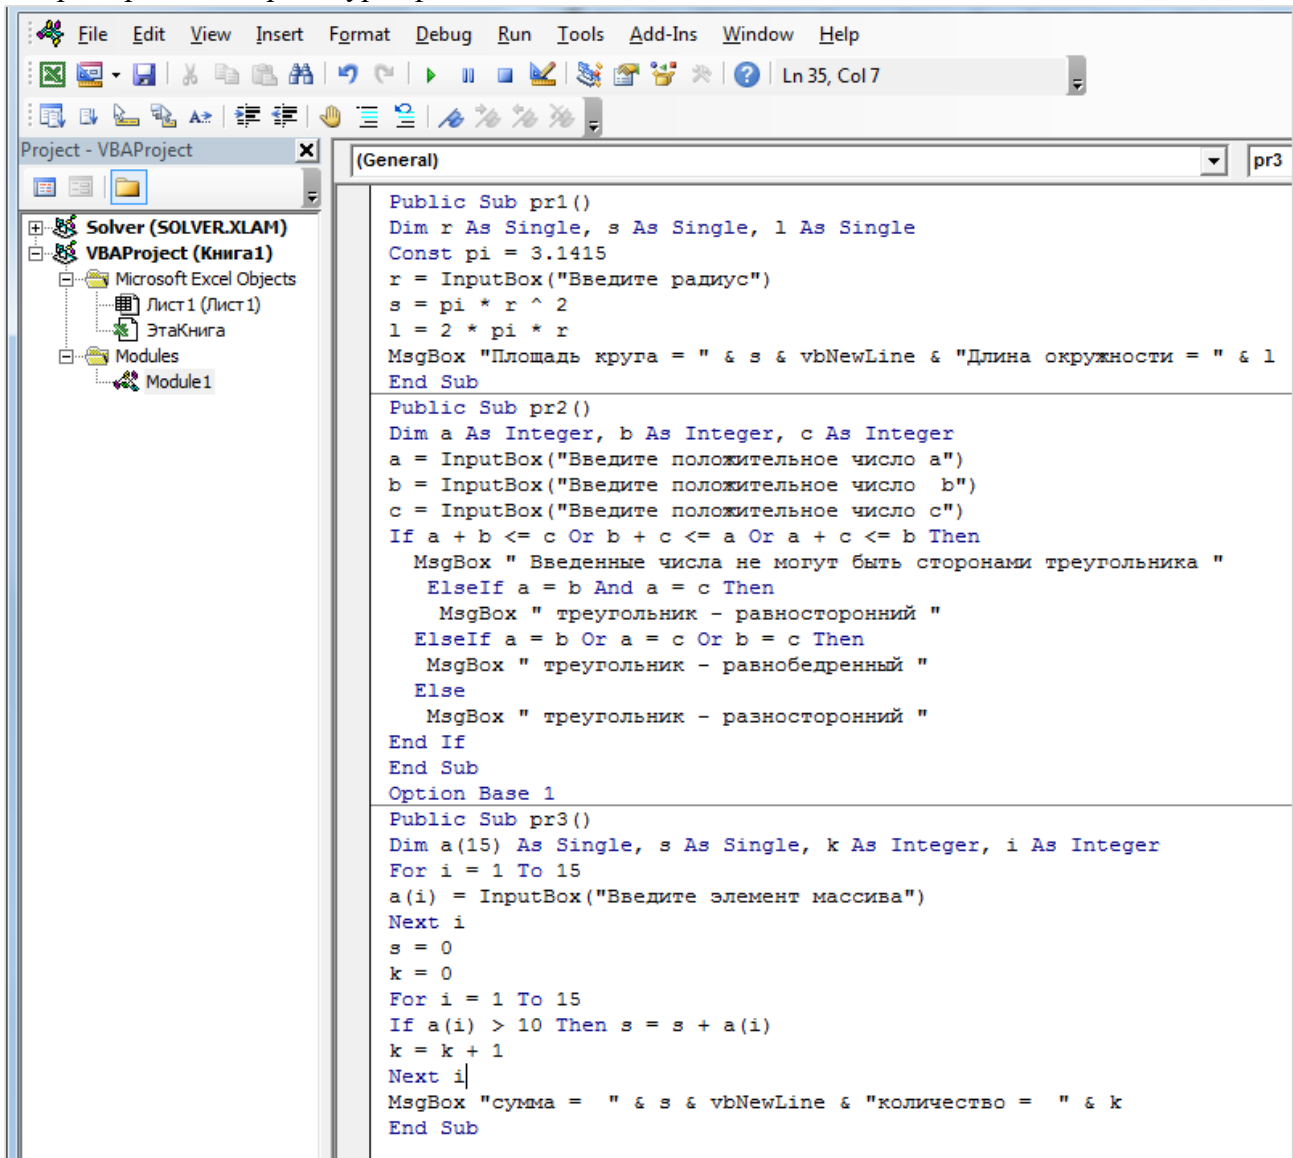 File Edit View Insert Format Debug Run Tools Add-Ins Window Help
Ln 35, Col 7
Project - VBAProject
(General)
pr3
Solver (SOLVER.XLAM)
VBAProject (Книга1)
Microsoft Excel Objects
Лист1 (Лист1)
ЭтаКнига
Modules
Module1
Public Sub pr1()
Dim r As Single, s As Single, l As Single
Const pi = 3.1415
r = InputBox("Введите радиус")
s = pi * r ^ 2
l = 2 * pi * r
MsgBox "Площадь круга = " & s & vbNewLine & "Длина окружности = " & l
End Sub
Public Sub pr2()
Dim a As Integer, b As Integer, c As Integer
a = InputBox("Введите положительное число a")
b = InputBox("Введите положительное число  b")
c = InputBox("Введите положительное число c")
If a + b <= c Or b + c <= a Or a + c <= b Then
MsgBox " Введенные числа не могут быть сторонами треугольника "
ElseIf a = b And a = c Then
MsgBox " треугольник - равносторонний "
ElseIf a = b Or a = c Or b = c Then
MsgBox " треугольник - равнобедренный "
Else
MsgBox " треугольник - разносторонний "
End If
End Sub
Option Base 1
Public Sub pr3()
Dim a(15) As Single, s As Single, k As Integer, i As Integer
For i = 1 To 15
a(i) = InputBox("Введите элемент массива")
Next i
s = 0
k = 0
For i = 1 To 15
If a(i) > 10 Then s = s + a(i)
k = k + 1
Next i
MsgBox "сумма =  " & s & vbNewLine & "количество =  " & k
End Sub